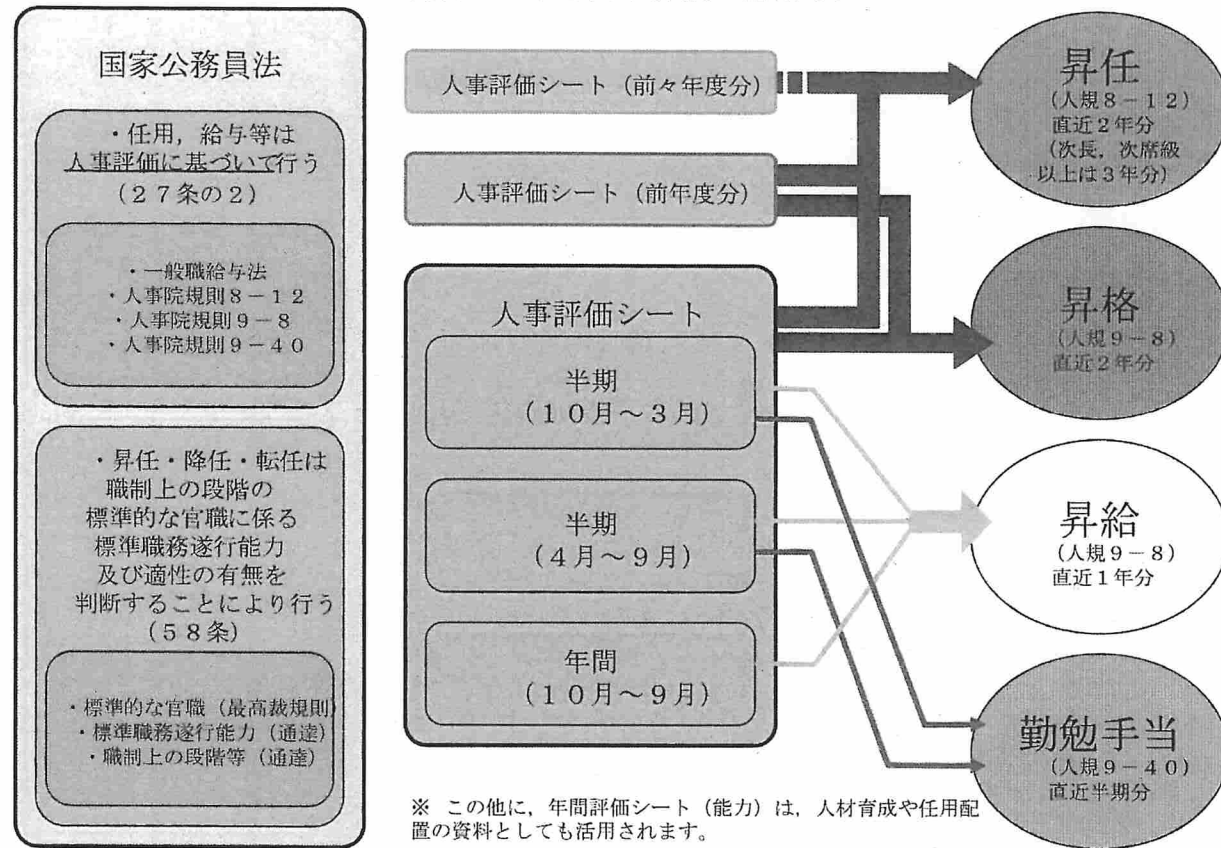 国家公務員法
・任用，給与等は
人事評価に基づいて行う
（２７条の２）
・一般職給与法
・人事院規則８－１２
・人事院規則９－８
・人事院規則９－４０
・昇任・降任・転任は
職制上の段階の
標準的な官職に係る
標準職務遂行能力
及び適性の有無を
判断することにより行う
（５８条）
・標準的な官職（最高裁規則）
・標準職務遂行能力（通達）
・職制上の段階等（通達）
人事評価シート（前々年度分）
人事評価シート（前年度分）
人事評価シート
半期
（１０月～３月）
半期
（４月～９月）
年間
（１０月～９月）
※　この他に，年間評価シート（能力）は，人材育成や任用配
置の資料としても活用されます。
昇任
（人規８－１２）
直近２年分
（次長，次席級
以上は３年分）
昇格
（人規９－８）
直近２年分
昇給
（人規９－８）
直近１年分
勤勉手当
（人規９－４０）
直近半期分